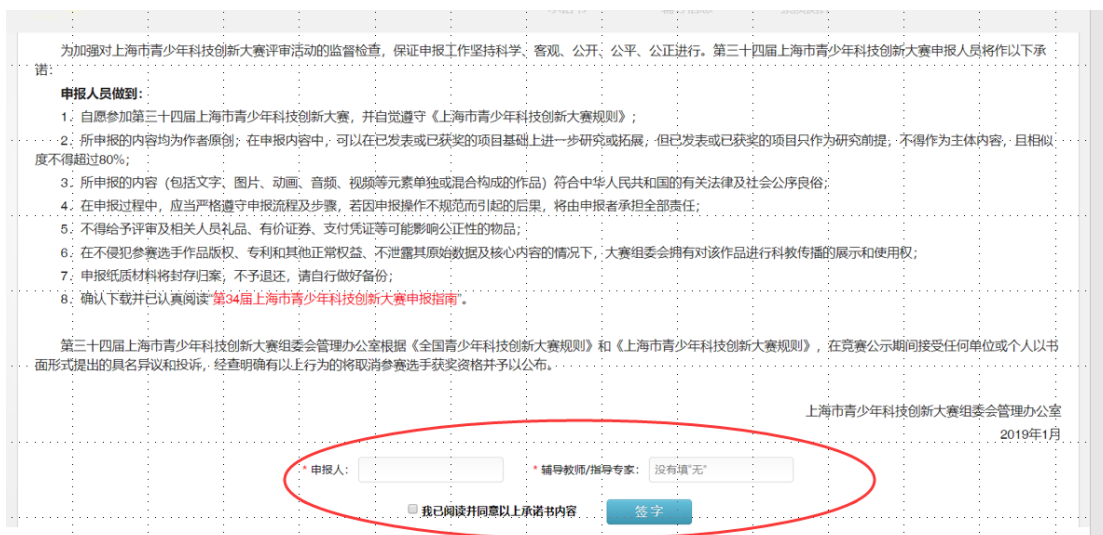 为加强对上海市青少年科技创新大赛评审活动的监督检查，保证申报工作坚持科学、客观、公开、公平、公正进行。第三十四届上海市青少年科技创新大赛申报人员将作以下承
诺：
申报人员做到：
1. 自愿参加第三十四届上海市青少年科技创新大赛，并自觉遵守《上海市青少年科技创新大赛规则》；
2. 所申报的内容均为作者原创；在申报内容中，可以在已发表或已获奖的项目基础上进一步研究或拓展，但已发表或已获奖的项目只作为研究前提，不得作为主体内容，且相似
度不得超过80%；
3. 所申报的内容（包括文字、图片、动画、音频、视频等元素单独或混合构成的作品）符合中华人民共和国的有关法律及社会公序良俗；
4. 在申报过程中，应当严格遵守申报流程及步骤，若因申报操作不规范而引起的后果，将由申报者承担全部责任；
5. 不得给予评审及相关人员礼品、有价证券、支付凭证等可能影响公正性的物品；
6. 在不侵犯参赛选手作品版权、专利和其他正常权益、不泄露其原始数据及核心内容的情况下，大赛组委会拥有对该作品进行科教传播的展示和使用权；
7. 申报纸质材料将封存归案，不予退还，请自行做好备份；
8. 确认下载并已认真阅读“第34届上海市青少年科技创新大赛申报指南”。
第三十四届上海市青少年科技创新大赛组委会管理办公室根据《全国青少年科技创新大赛规则》和《上海市青少年科技创新大赛规则》，在竞赛公示期间接受任何单位或个人以书
面形式提出的具名异议和投诉，经查明确有以上行为的将取消参赛选手获奖资格并予以公布。
上海市青少年科技创新大赛组委会管理办公室
2019年1月
* 申报人： * 辅导教师/指导专家： 没有填"无"
我已阅读并同意以上承诺书内容 签字